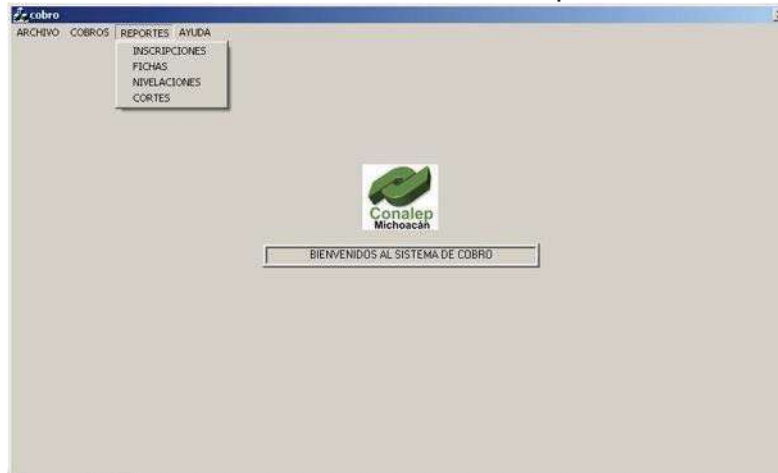 cobro
ARCHIVO COBROS REPORTES AYUDA
INSCRIPCIONES
FICHAS
NIVELACIONES
CORTES
Conalep
Michoacán
BIENVENIDOS AL SISTEMA DE COBRO